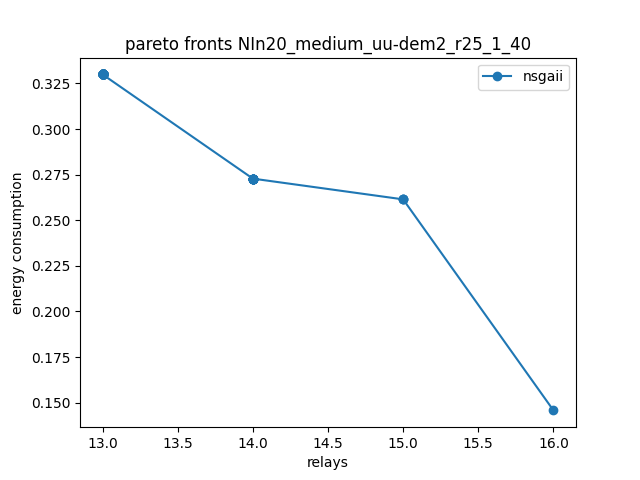 pareto fronts NIn20_medium_uu-dem2_r25_1_40
nsgaii
energy consumption
0.325
0.300
0.275
0.250
0.225
0.200
0.175
0.150
13.0 13.5 14.0 14.5 15.0 15.5 16.0
relays